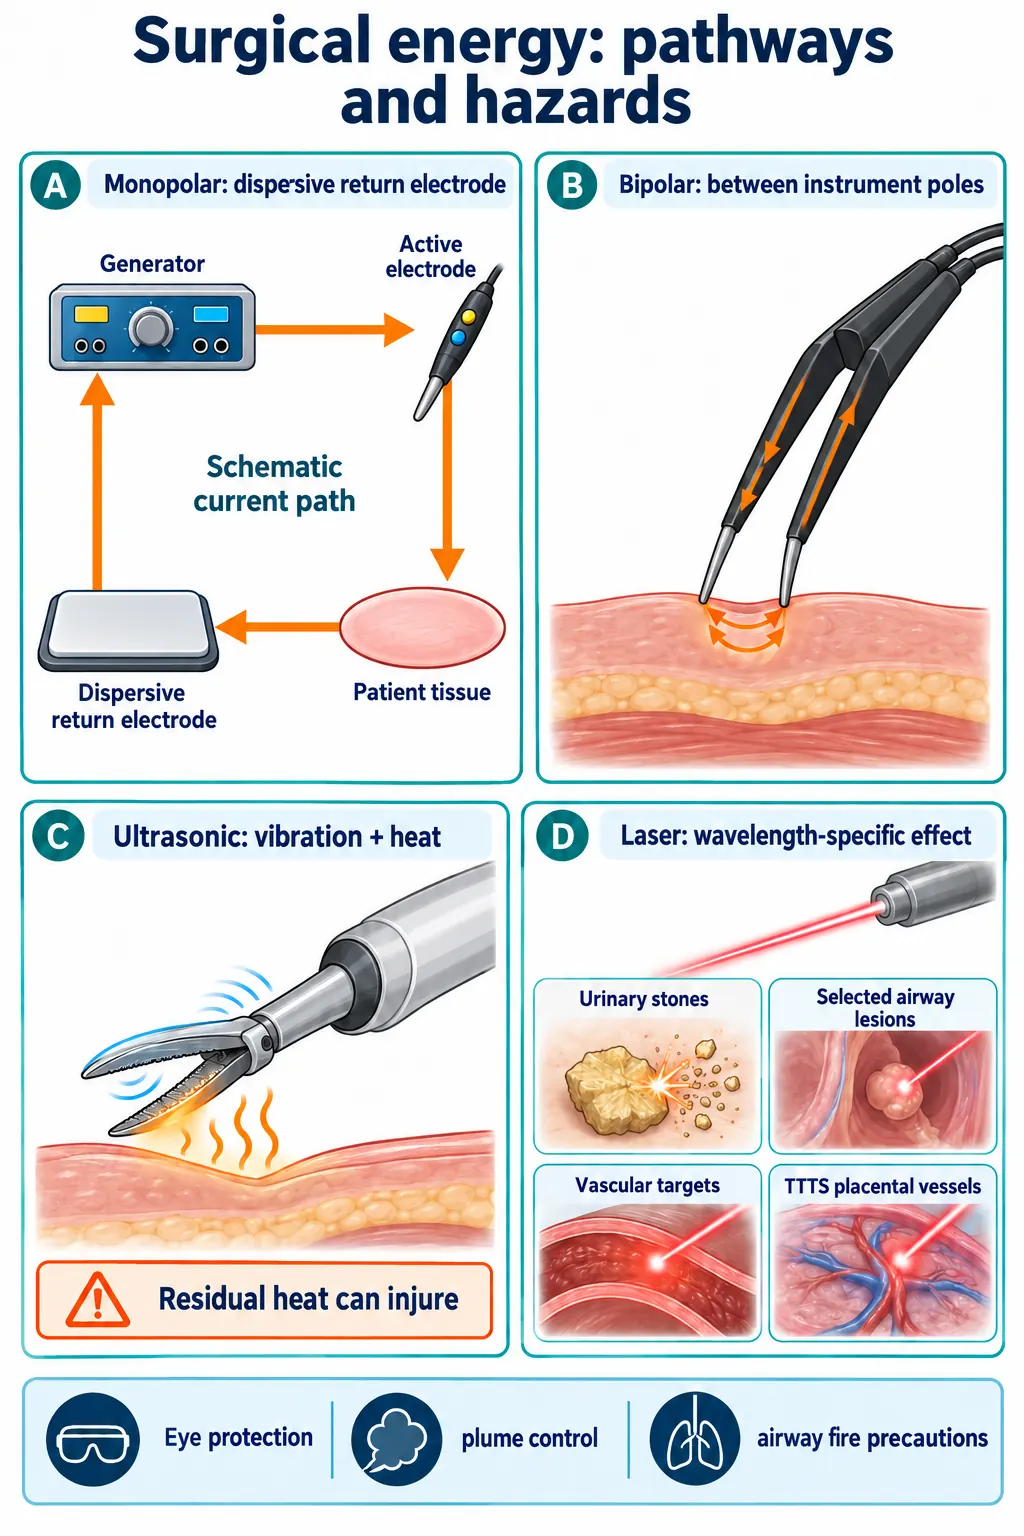 Surgical energy: pathways
and hazards
A
Monopolar: dispersive return electrode
Generator
Active
electrode
Schematic
current path
Dispersive
return electrode
Patient tissue
B
Bipolar: between instrument poles
C
Ultrasonic: vibration + heat
Residual heat can injure
D
Laser: wavelength-specific effect
Urinary stones
Selected airway
lesions
Vascular targets
TTTS placental vessels
Eye protection
plume control
airway fire precautions